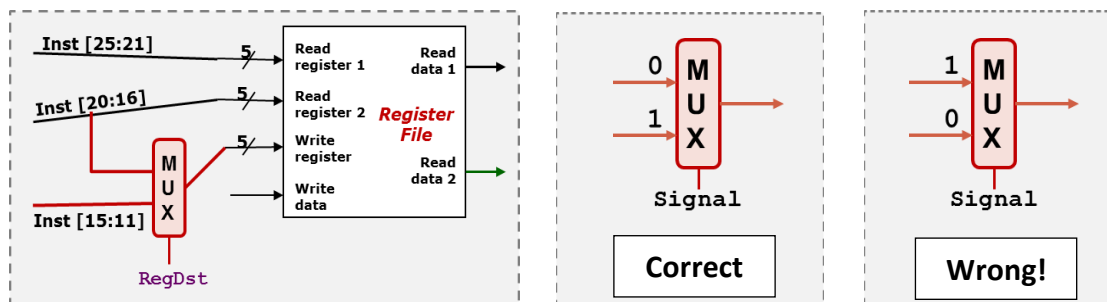 Inst [25:21]
5
Read
register 1
Read
data 1
Inst [20:16]
5
Read
register 2
Register
File
5
Write
register
Read
data 2
Write
data
M
U
X
Inst [15:11]
RegDst
0
1
M
U
X
Signal
Correct
1
0
M
U
X
Signal
Wrong!